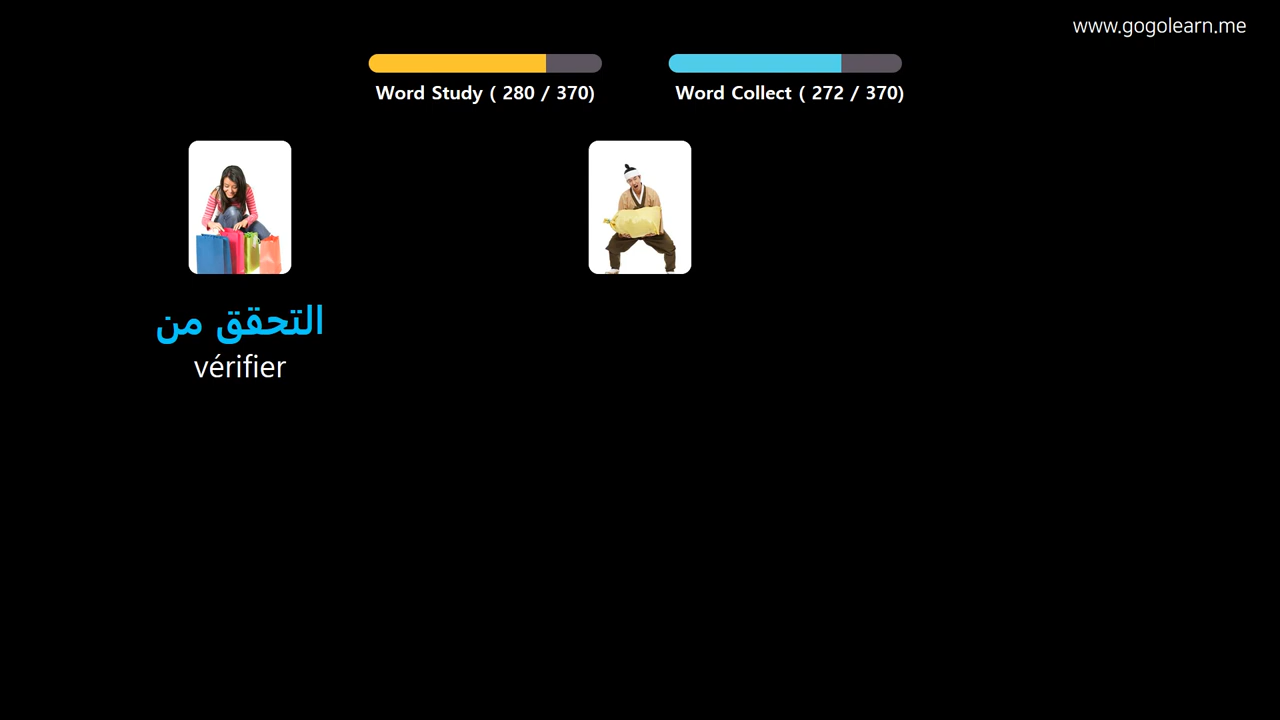 www.gogolearn.me
Word Study ( 280 / 370)
Word Collect ( 272 / 370)
التحقق من
vérifier